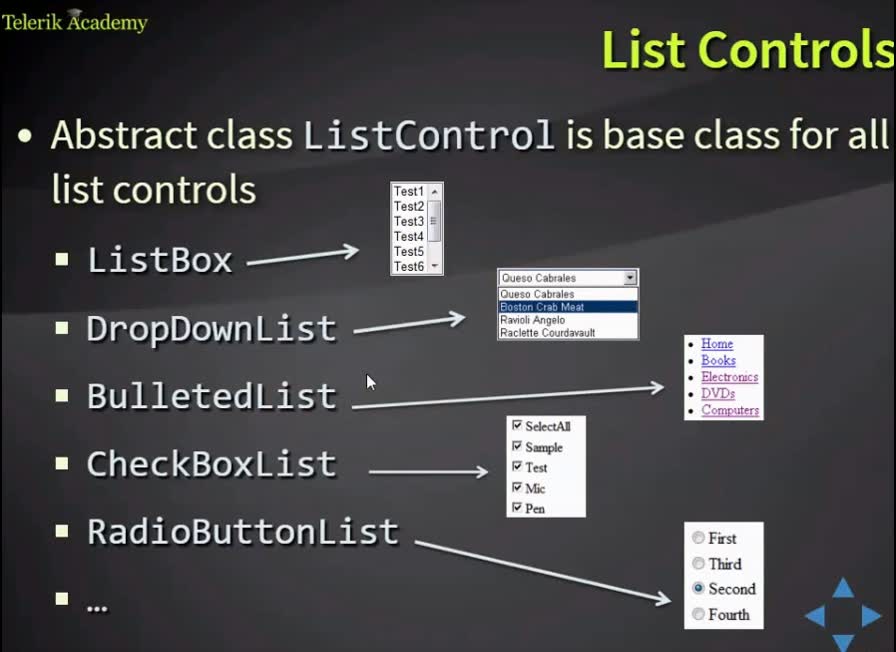 Telerik Academy
List Controls
• Abstract class ListControl is base class for all
list controls
▪ ListBox
Test1
Test2
Test3
Test4
Test5
Test6
▪ DropDownList
Queso Cabrales
Queso Cabrales
Boston Crab Meat
Ravioli Angelo
Raclette Courdavault
▪ BulletedList
• Home
• Books
• Electronics
• DVDs
• Computers
▪ CheckBoxList
SelectAll
Sample
Test
Mic
Pen
▪ RadioButtonList
First
Third
Second
Fourth
▪ ...